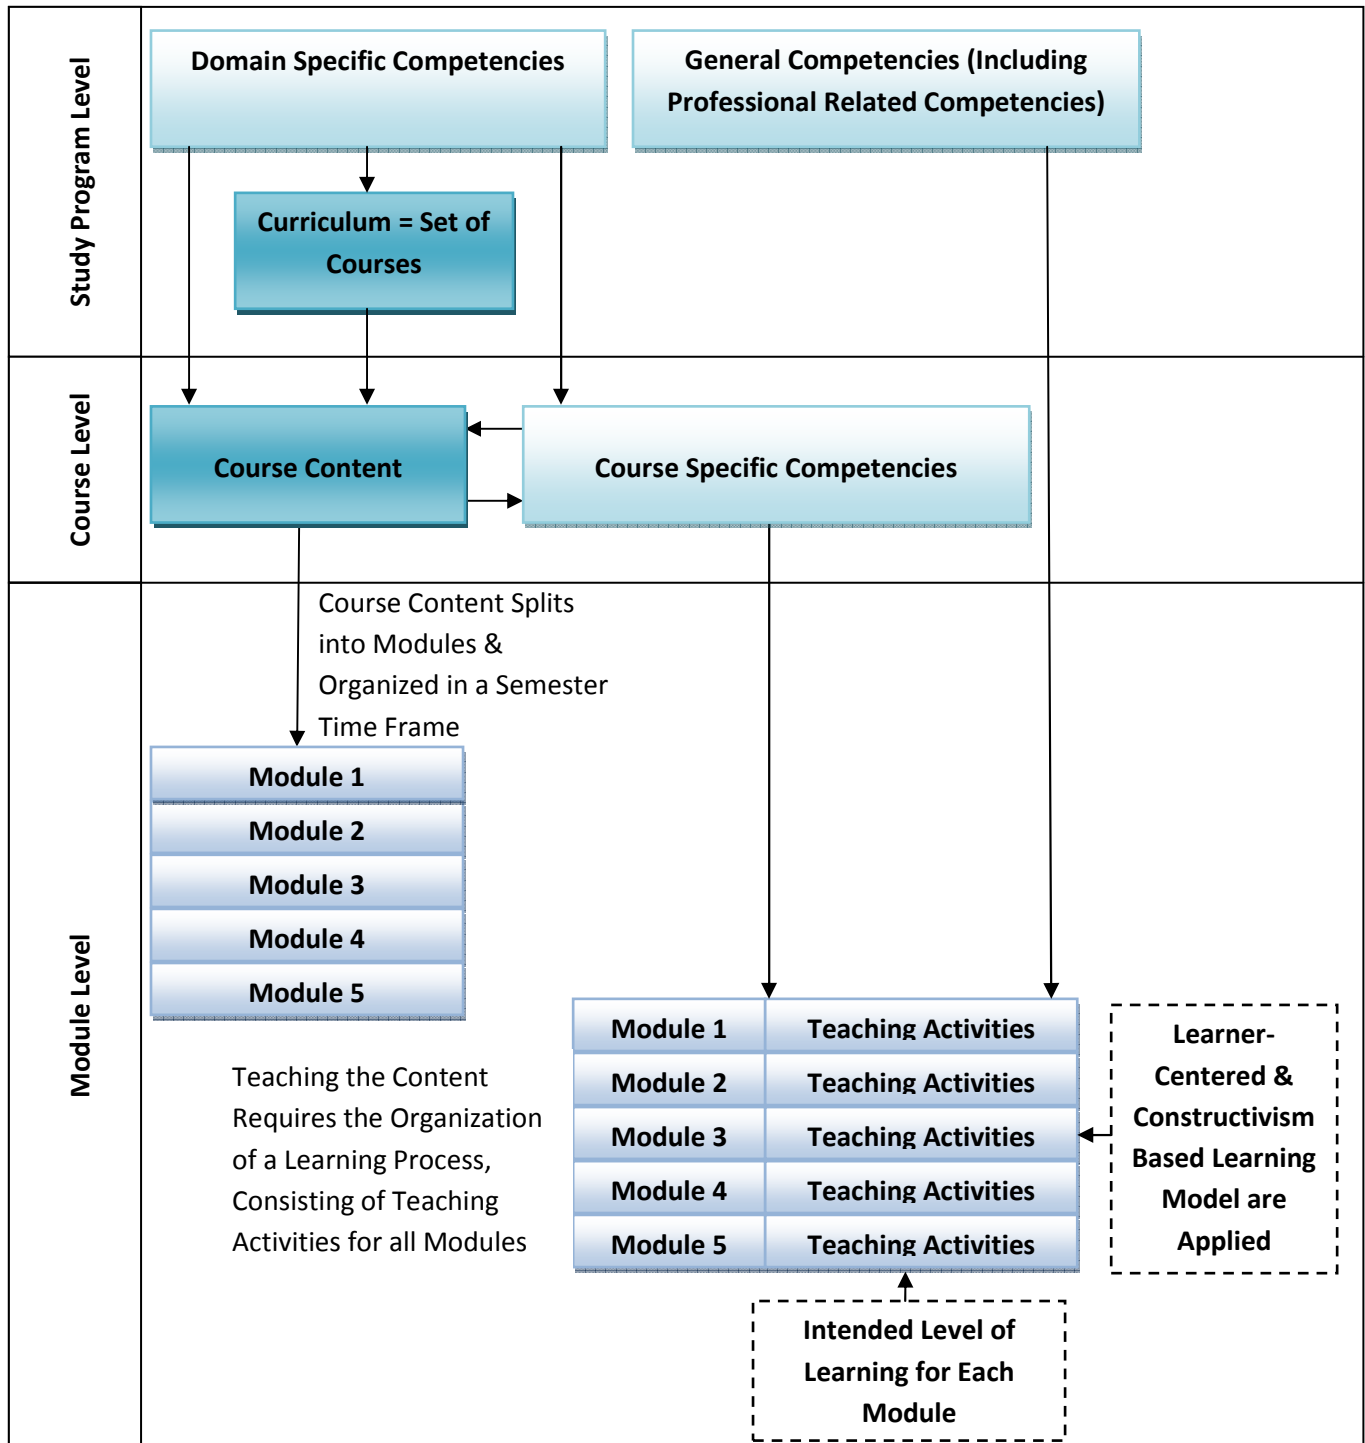 Study Program Level
Domain Specific Competencies
General Competencies (Including
Professional Related Competencies)
Curriculum = Set of
Courses
Course Level
Course Content
Course Specific Competencies
Module Level
Course Content Splits
into Modules &
Organized in a Semester
Time Frame
Module 1
Module 2
Module 3
Module 4
Module 5
Teaching the Content
Requires the Organization
of a Learning Process,
Consisting of Teaching
Activities for all Modules
Module 1 Teaching Activities
Module 2 Teaching Activities
Module 3 Teaching Activities
Module 4 Teaching Activities
Module 5 Teaching Activities
Learner-
Centered &
Constructivism
Based Learning
Model are
Applied
Intended Level of
Learning for Each
Module